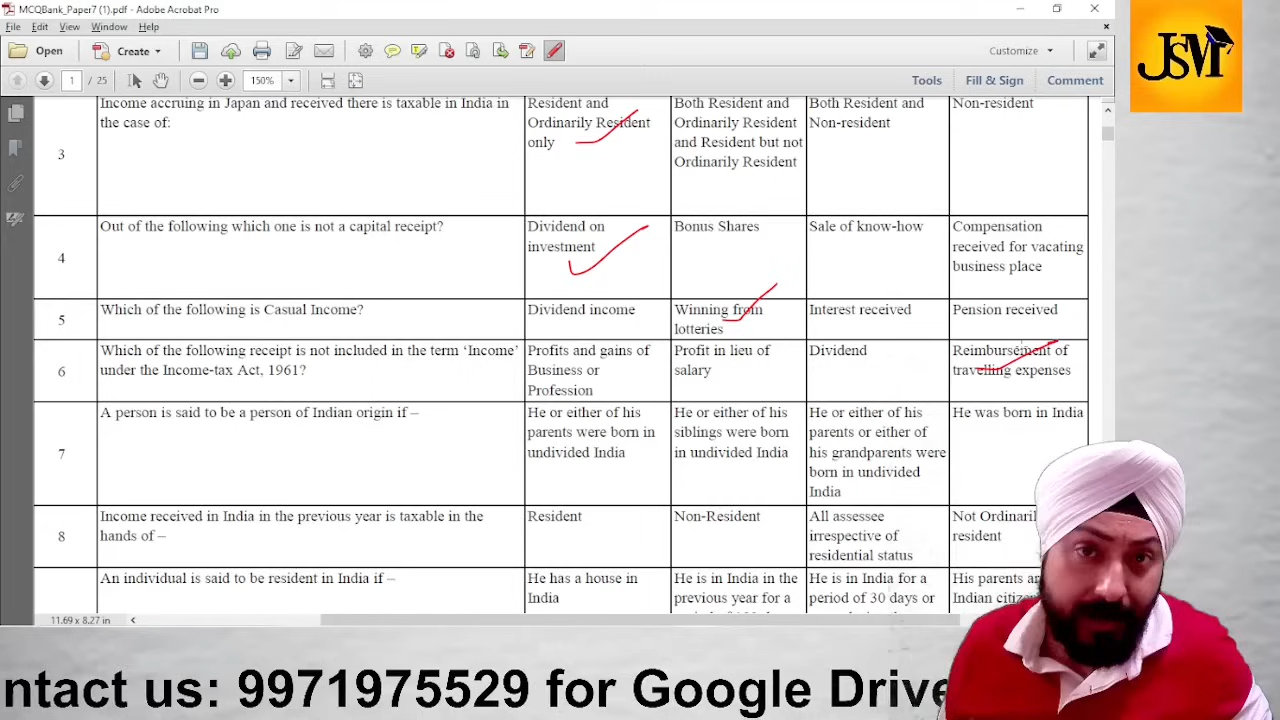 MCQBank_Paper7 (1).pdf - Adobe Acrobat Pro
File Edit View Window Help
Open Create Customize
1 / 25 150% Tools Fill & Sign Comment
3
Income accruing in Japan and received there is taxable in India in
the case of:
Resident and
Ordinarily Resident
only
Both Resident and
Ordinarily Resident
and Resident but not
Ordinarily Resident
Both Resident and
Non-resident
Non-resident
4
Out of the following which one is not a capital receipt?
Dividend on
investment
Bonus Shares
Sale of know-how
Compensation
received for vacating
business place
5
Which of the following is Casual Income?
Dividend income
Winning from
lotteries
Interest received
Pension received
6
Which of the following receipt is not included in the term ‘Income’
under the Income-tax Act, 1961?
Profits and gains of
Business or
Profession
Profit in lieu of
salary
Dividend
Reimbursement of
travelling expenses
7
A person is said to be a person of Indian origin if –
He or either of his
parents were born in
undivided India
He or either of his
siblings were born
in undivided India
He or either of his
parents or either of
his grandparents were
born in undivided
India
He was born in India
8
Income received in India in the previous year is taxable in the
hands of –
Resident
Non-Resident
All assessee
irrespective of
residential status
Not Ordinaril
resident
An individual is said to be resident in India if –
He has a house in
India
He is in India in the
previous year for a
He is in India for a
period of 30 days or
His parents a
Indian citize
11.69 x 8.27 in
JSM
ntact us: 9971975529 for Google Drive